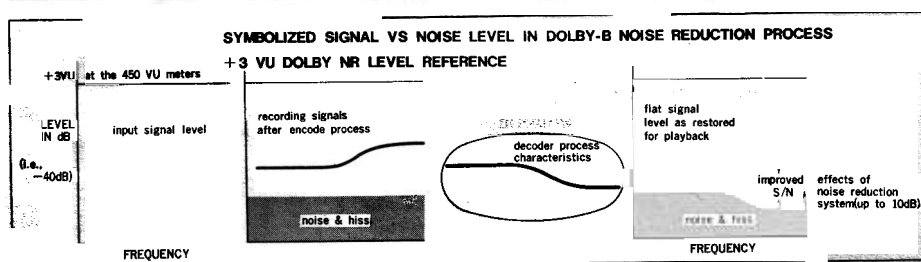 SYMBOLIZED SIGNAL VS NOISE LEVEL IN DOLBY-B NOISE REDUCTION PROCESS
+3 VU DOLBY NR LEVEL REFERENCE
+3VU at the 450 VU meters
LEVEL
IN dB
(i.e.,
−40dB)
input signal level
FREQUENCY
recording signals
after encode process
noise & hiss
decoder process
characteristics
flat signal
level as restored
for playback
improved
S/N
noise & hiss
FREQUENCY
effects of
noise reduction
system(up to 10dB)